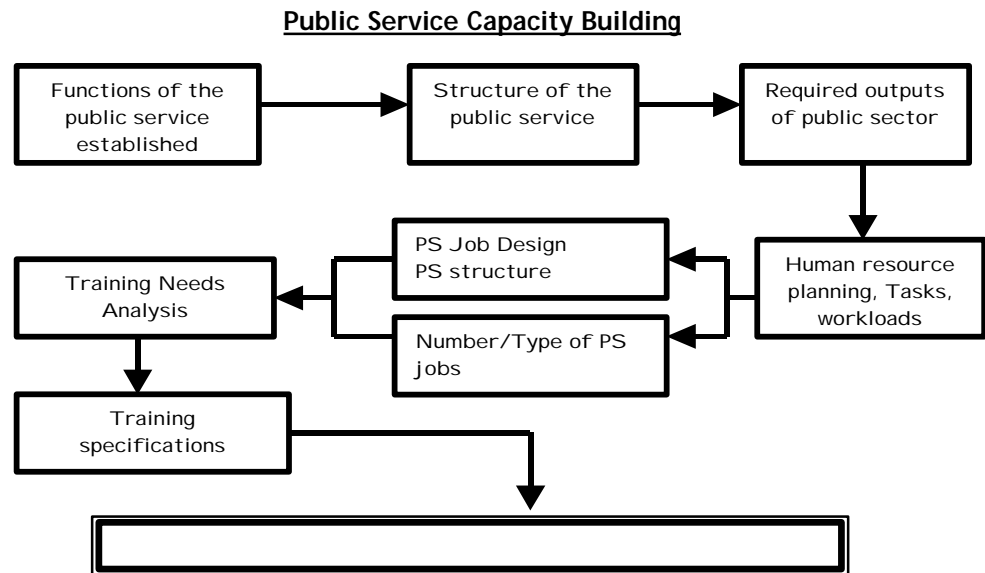 Public Service Capacity Building
Functions of the
public service
established
Structure of the
public service
Required outputs
of public sector
Human resource
planning, Tasks,
workloads
PS Job Design
PS structure
Number/Type of PS
jobs
Training Needs
Analysis
Training
specifications